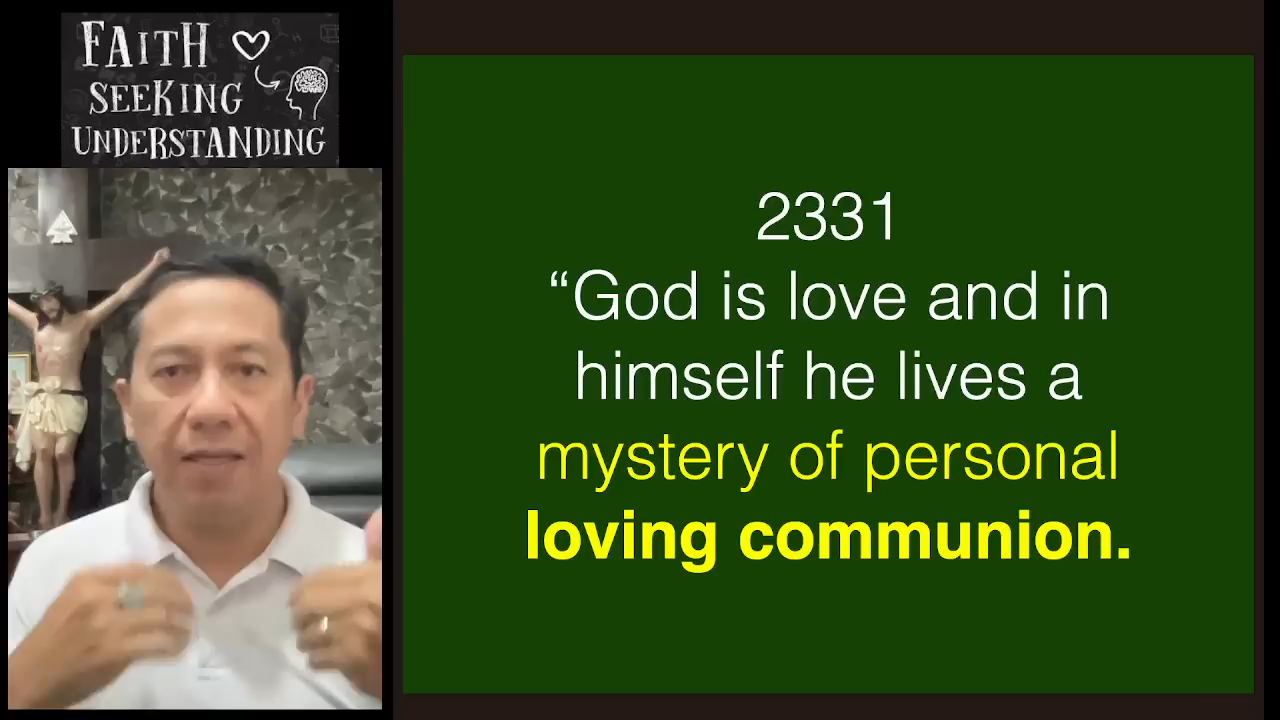 FAITH
SEEKING
UNDERSTANDING
2331
“God is love and in
himself he lives a
mystery of personal
loving communion.